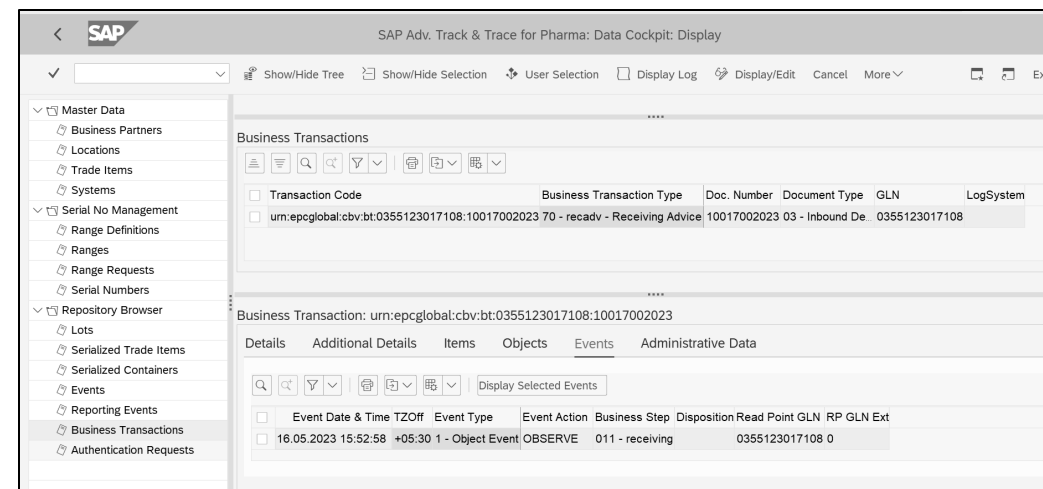 SAP
SAP Adv. Track & Trace for Pharma: Data Cockpit: Display
Show/Hide Tree Show/Hide Selection User Selection Display Log Display/Edit Cancel More Ex
Master Data
Business Partners
Locations
Trade Items
Systems
Serial No Management
Range Definitions
Ranges
Range Requests
Serial Numbers
Repository Browser
Lots
Serialized Trade Items
Serialized Containers
Events
Reporting Events
Business Transactions
Authentication Requests
Business Transactions
Transaction Code Business Transaction Type Doc. Number Document Type GLN LogSystem
urn:epcglobal:cbv:bt:0355123017108:10017002023 70 - recadv - Receiving Advice 10017002023 03 - Inbound De... 0355123017108
Business Transaction: urn:epcglobal:cbv:bt:0355123017108:10017002023
Details Additional Details Items Objects Events Administrative Data
Display Selected Events
Event Date & Time TZOff Event Type Event Action Business Step Disposition Read Point GLN RP GLN Ext
16.05.2023 15:52:58 +05:30 1 - Object Event OBSERVE 011 - receiving 0355123017108 0